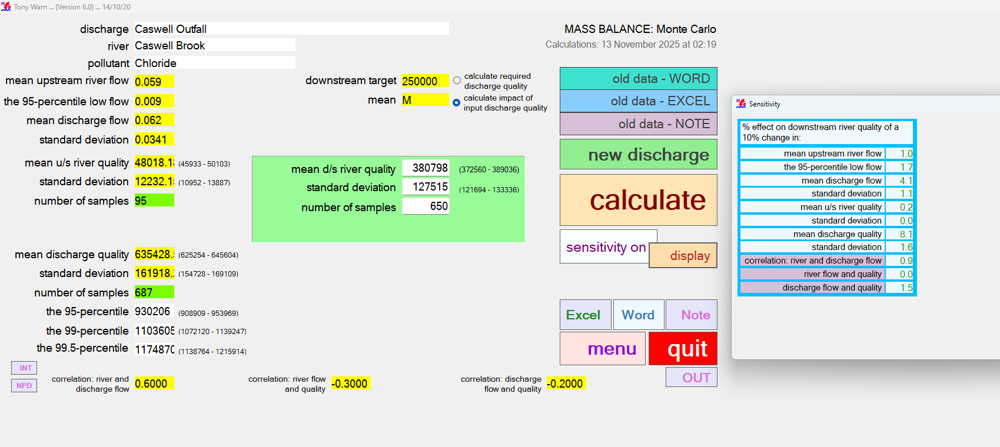 Tony Warn ... (Version 6.0) ... 14/10/20
discharge Caswell Outfall
river Caswell Brook
pollutant Chloride
MASS BALANCE: Monte Carlo
Calculations: 13 November 2025 at 02:19
mean upstream river flow 0.059
the 95-percentile low flow 0.009
mean discharge flow 0.062
standard deviation 0.0341
downstream target 250000
mean M
calculate required
discharge quality
calculate impact of
input discharge quality
mean u/s river quality 48018.18 (45933 - 50103)
standard deviation 12232.15 (10952 - 13887)
number of samples 95
mean d/s river quality 380798 (372560 - 389036)
standard deviation 127515 (121694 - 133336)
number of samples 650
mean discharge quality 635428. (625254 - 645604)
standard deviation 161918. (154728 - 169109)
number of samples 687
the 95-percentile 930206 (908909 - 953969)
the 99-percentile 1103605 (1072120 - 1139247)
the 99.5-percentile 1174870 (1138764 - 1215914)
INT
NPD
correlation: river and
discharge flow 0.6000
correlation: river flow
and quality -0.3000
correlation: discharge
flow and quality -0.2000
old data - WORD
old data - EXCEL
old data - NOTE
new discharge
calculate
sensitivity on
display
Excel Word Note
menu quit
OUT
Sensitivity
% effect on downstream river quality of a
10% change in:
mean upstream river flow 1.0
the 95-percentile low flow 1.7
mean discharge flow 4.1
standard deviation 1.1
mean u/s river quality 0.2
standard deviation 0.0
mean discharge quality 8.1
standard deviation 1.6
correlation: river and discharge flow 0.9
river flow and quality 0.0
discharge flow and quality 1.5